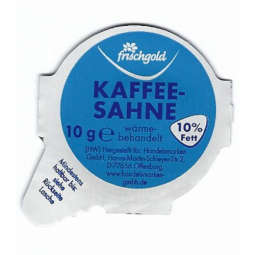 frischgold
KAFFEE-
SAHNE
10 g e wärme-
behandelt
10%
Fett
(HW) Hergestellt für: Handelsmarken
GmbH, Hanns-Martin-Schleyer-Str. 2,
D-77656 Offenburg,
www.handelsmarken-
gmbh.de
Mindestens
haltbar bis:
siehe
Rückseite
Lasche